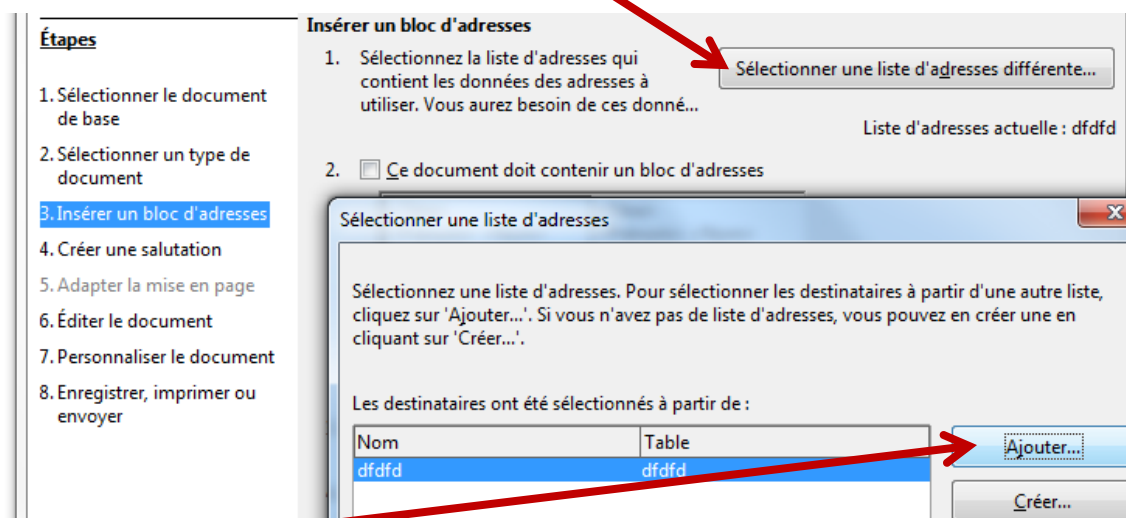 Étapes
1. Sélectionner le document
de base
2. Sélectionner un type de
document
3. Insérer un bloc d'adresses
4. Créer une salutation
5. Adapter la mise en page
6. Éditer le document
7. Personnaliser le document
8. Enregistrer, imprimer ou
envoyer
Insérer un bloc d'adresses
1. Sélectionnez la liste d'adresses qui
contient les données des adresses à
utiliser. Vous aurez besoin de ces donné...
Sélectionner une liste d'adresses différente...
Liste d'adresses actuelle : dfdfd
2. Ce document doit contenir un bloc d'adresses
Sélectionner une liste d'adresses
Sélectionnez une liste d'adresses. Pour sélectionner les destinataires à partir d'une autre liste,
cliquez sur 'Ajouter...'. Si vous n'avez pas de liste d'adresses, vous pouvez en créer une en
cliquant sur 'Créer...'.
Les destinataires ont été sélectionnés à partir de :
Nom Table
dfdfd dfdfd
Ajouter...
Créer...